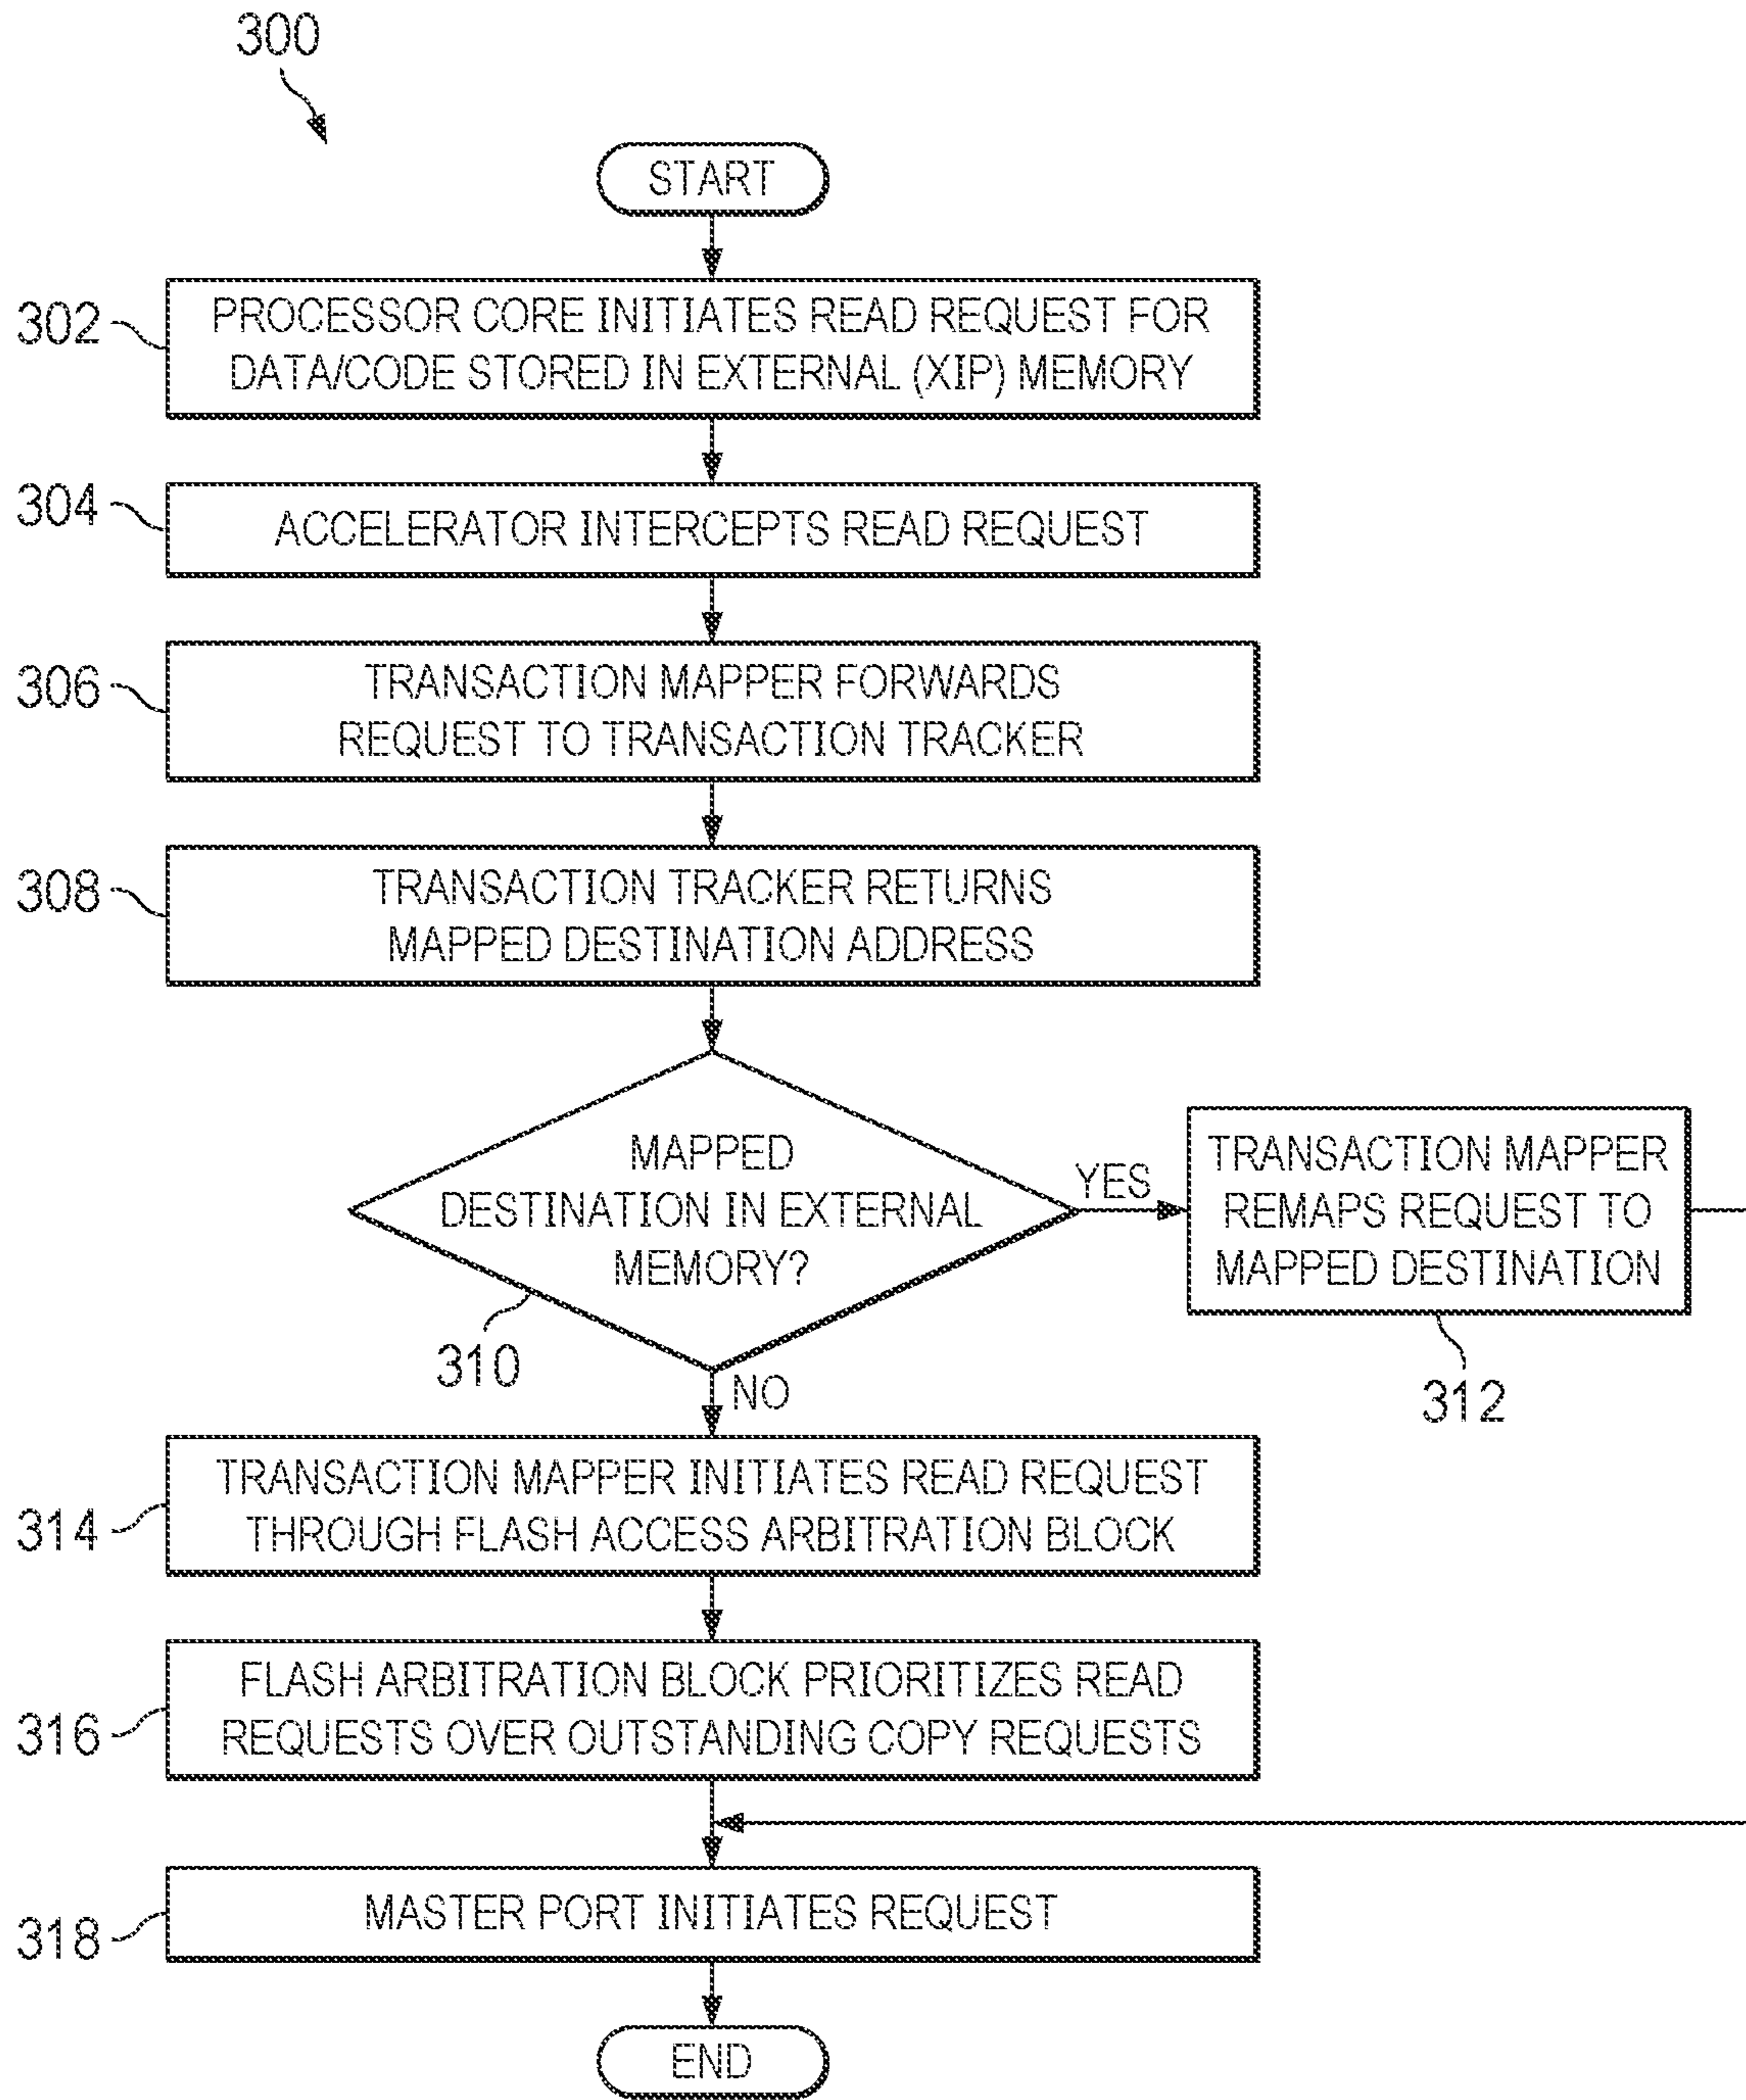 300
START
302
PROCESSOR CORE INITIATES READ REQUEST FOR
DATA/CODE STORED IN EXTERNAL (XIP) MEMORY
304
ACCELERATOR INTERCEPTS READ REQUEST
306
TRANSACTION MAPPER FORWARDS
REQUEST TO TRANSACTION TRACKER
308
TRANSACTION TRACKER RETURNS
MAPPED DESTINATION ADDRESS
MAPPED
DESTINATION IN EXTERNAL
MEMORY?
310
YES
TRANSACTION MAPPER
REMAPS REQUEST TO
MAPPED DESTINATION
312
NO
314
TRANSACTION MAPPER INITIATES READ REQUEST
THROUGH FLASH ACCESS ARBITRATION BLOCK
316
FLASH ARBITRATION BLOCK PRIORITIZES READ
REQUESTS OVER OUTSTANDING COPY REQUESTS
318
MASTER PORT INITIATES REQUEST
END